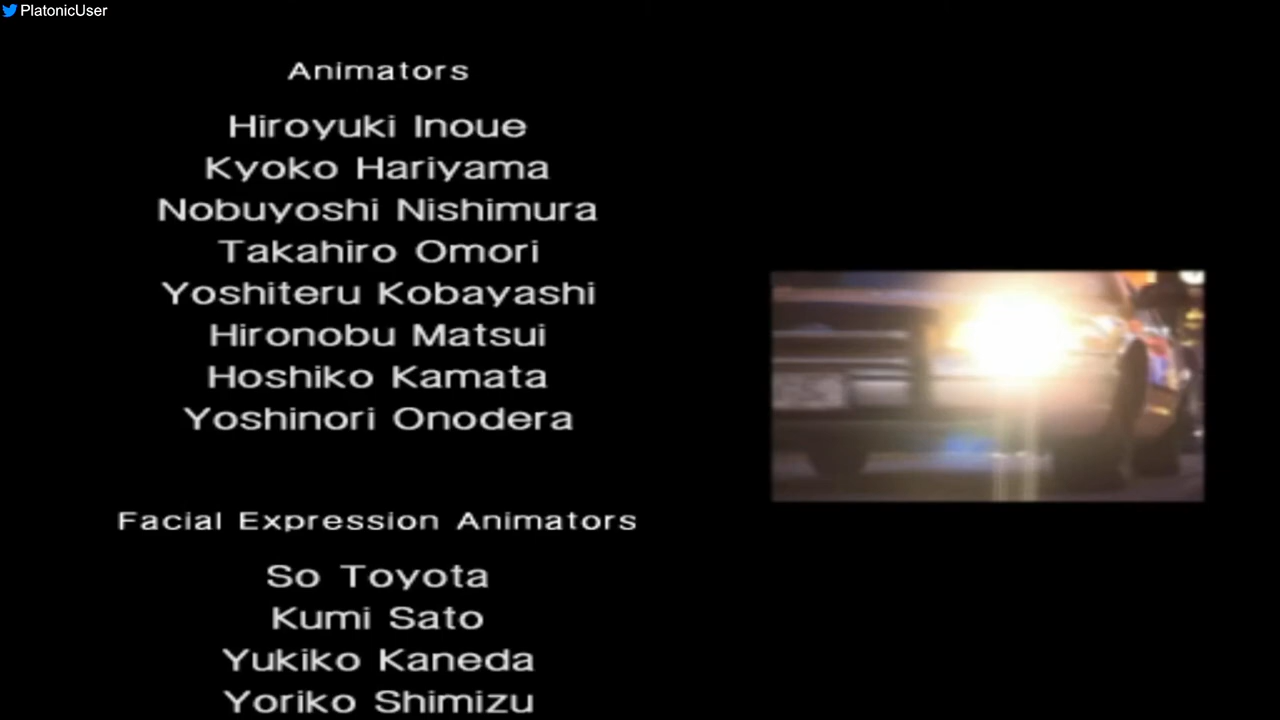 PlatonicUser
Animators
Hiroyuki Inoue
Kyoko Hariyama
Nobuyoshi Nishimura
Takahiro Omori
Yoshiteru Kobayashi
Hironobu Matsui
Hoshiko Kamata
Yoshinori Onodera
Facial Expression Animators
So Toyota
Kumi Sato
Yukiko Kaneda
Yoriko Shimizu